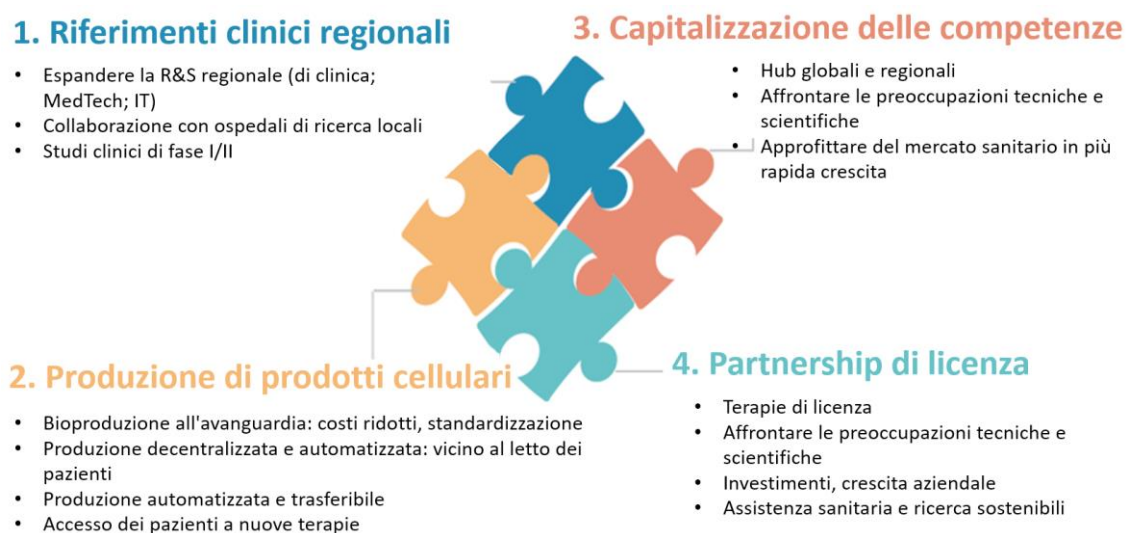 1. Riferimenti clinici regionali
• Espandere la R&S regionale (di clinica;
MedTech; IT)
• Collaborazione con ospedali di ricerca locali
• Studi clinici di fase I/II
2. Produzione di prodotti cellulari
• Bioproduzione all'avanguardia: costi ridotti, standardizzazione
• Produzione decentralizzata e automatizzata: vicino al letto dei
pazienti
• Produzione automatizzata e trasferibile
• Accesso dei pazienti a nuove terapie
3. Capitalizzazione delle competenze
• Hub globali e regionali
• Affrontare le preoccupazioni tecniche e
scientifiche
• Approfittare del mercato sanitario in più
rapida crescita
4. Partnership di licenza
• Terapie di licenza
• Affrontare le preoccupazioni tecniche e
scientifiche
• Investimenti, crescita aziendale
• Assistenza sanitaria e ricerca sostenibili